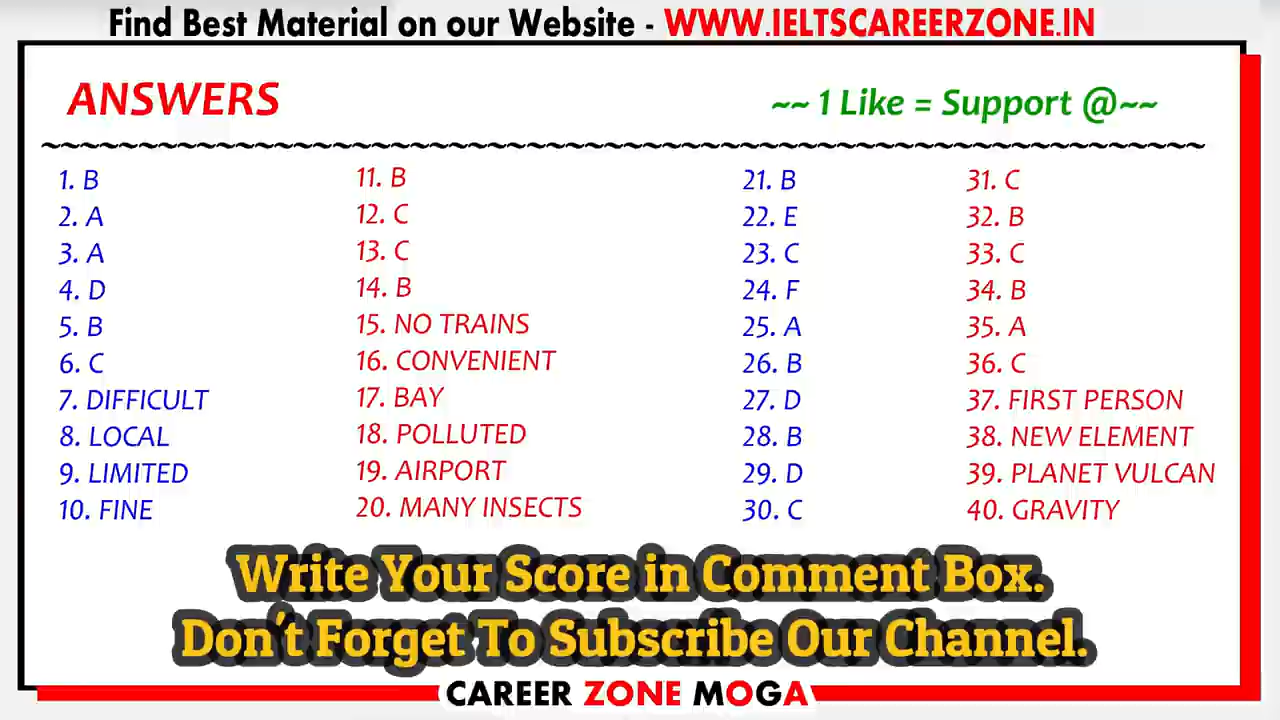 Find Best Material on our Website - WWW.IELTSCAREERZONE.IN
ANSWERS
~~ 1 Like = Support @~~
1. B
2. A
3. A
4. D
5. B
6. C
7. DIFFICULT
8. LOCAL
9. LIMITED
10. FINE
11. B
12. C
13. C
14. B
15. NO TRAINS
16. CONVENIENT
17. BAY
18. POLLUTED
19. AIRPORT
20. MANY INSECTS
21. B
22. E
23. C
24. F
25. A
26. B
27. D
28. B
29. D
30. C
31. C
32. B
33. C
34. B
35. A
36. C
37. FIRST PERSON
38. NEW ELEMENT
39. PLANET VULCAN
40. GRAVITY
Write Your Score in Comment Box.
Don't Forget To Subscribe Our Channel.
CAREER ZONE MOGA